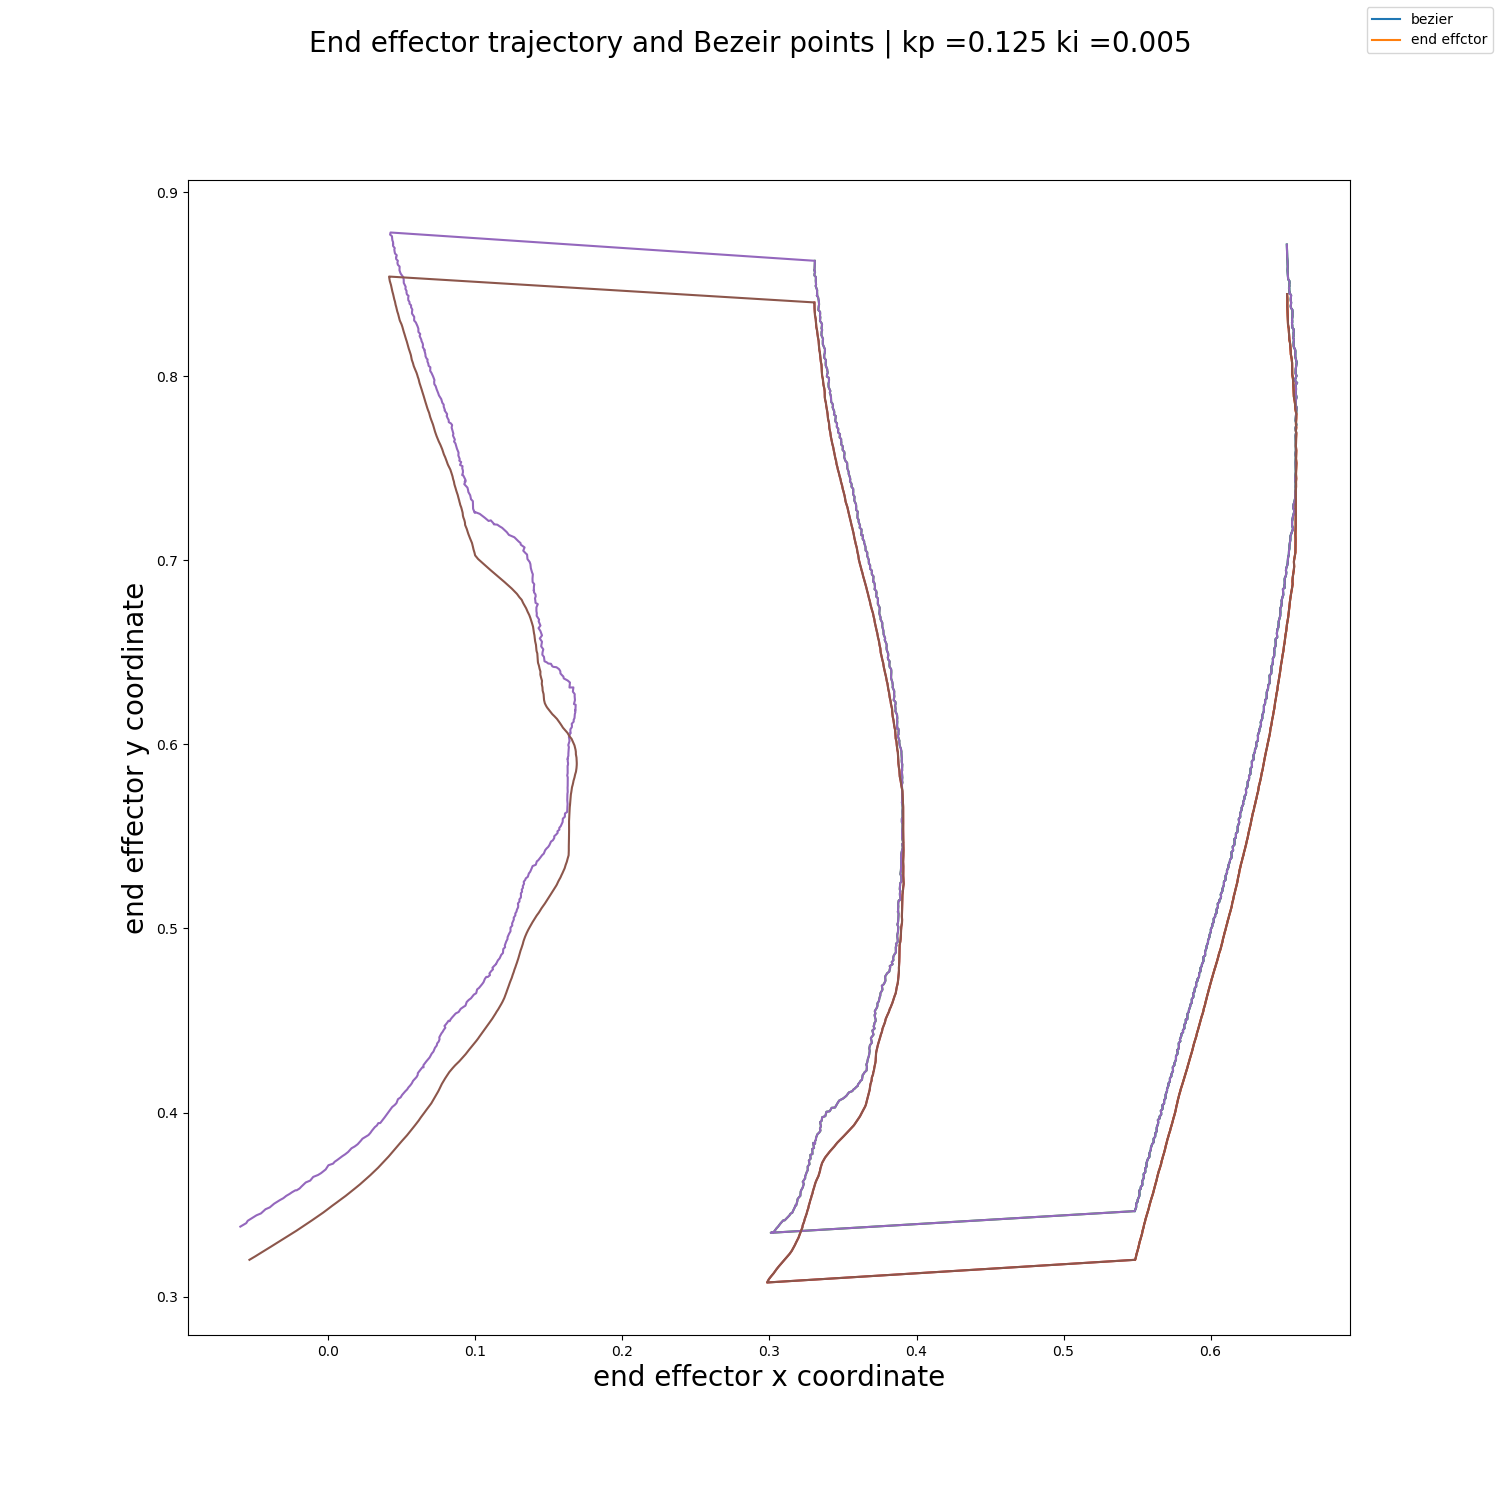 End effector trajectory and Bezeir points | kp =0.125 ki =0.005
bezier
end effctor
0.9
0.8
0.7
0.6
0.5
0.4
0.3
end effector y coordinate
0.0 0.1 0.2 0.3 0.4 0.5 0.6
end effector x coordinate